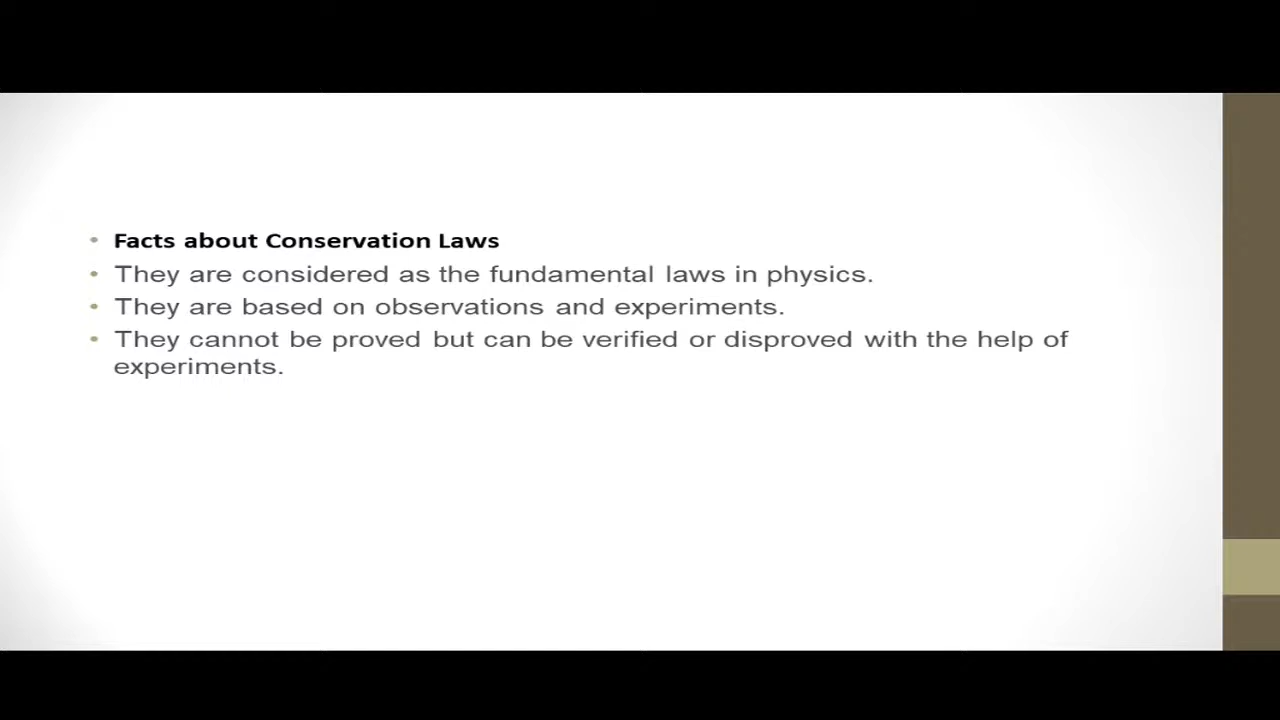 • Facts about Conservation Laws
• They are considered as the fundamental laws in physics.
• They are based on observations and experiments.
• They cannot be proved but can be verified or disproved with the help of
experiments.